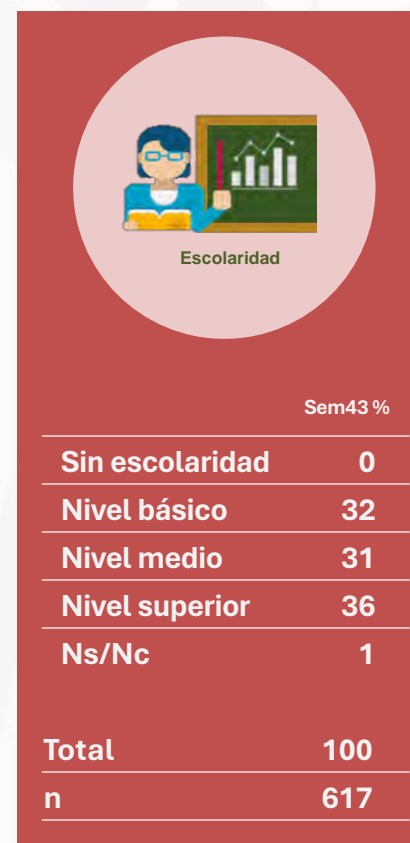 Escolaridad
Sem43 %
Sin escolaridad 0
Nivel básico 32
Nivel medio 31
Nivel superior 36
Ns/Nc 1
Total 100
n 617